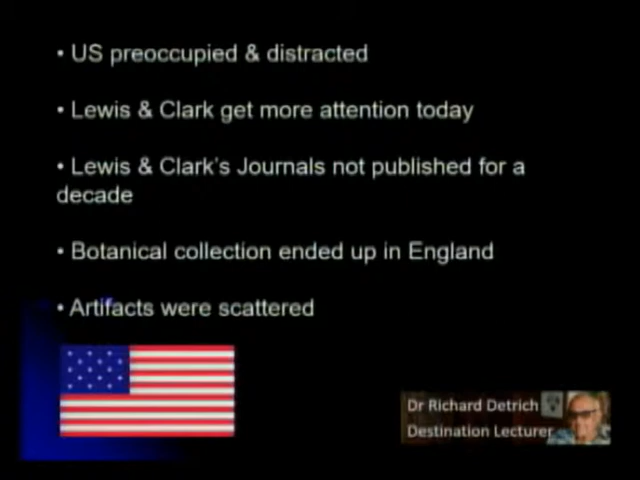 • US preoccupied & distracted
• Lewis & Clark get more attention today
• Lewis & Clark's Journals not published for a
decade
• Botanical collection ended up in England
• Artifacts were scattered
Dr Richard Detrich
Destination Lecturer